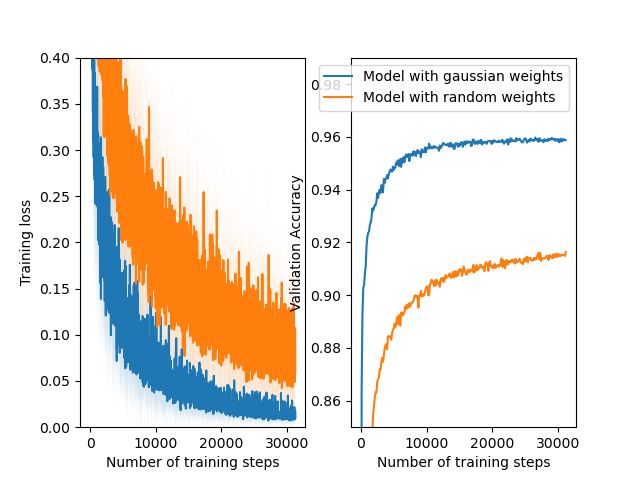 0.40
0.35
0.30
0.25
0.20
0.15
0.10
0.05
0.00
Training loss
0 10000 20000 30000
Number of training steps
Model with gaussian weights
Model with random weights
0.98
0.96
0.94
0.92
0.90
0.88
0.86
Validation Accuracy
0 10000 20000 30000
Number of training steps